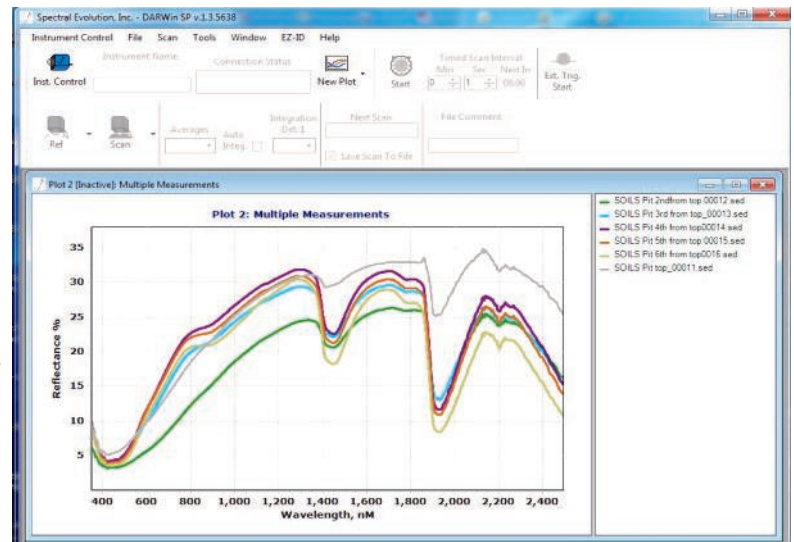 Spectral Evolution, Inc. - DARWin SP v.1.3.5638
Instrument Control File Scan Tools Window EZ-ID Help
Instrument Name Connection Status Timed Scan Interval
Min Sec Next In
Inst. Control New Plot Start 0 1 00:00 Ext. Trig.
Start
Integration Next Scan File Comment
Averages Auto Det. 1
Ref Scan Integ.
Save Scan To File
Plot 2 [Inactive]: Multiple Measurements
Plot 2: Multiple Measurements
SOILS Pit 2ndfrom top 00012.sed
SOILS Pit 3rd from top_00013.sed
SOILS Pit 4th from top00014.sed
SOILS Pit 5th from top 00015.sed
SOILS Pit 6th from top0016.sed
SOILS Pit top_00011.sed
Reflectance %
35
30
25
20
15
10
5
400 600 800 1,000 1,200 1,400 1,600 1,800 2,000 2,200 2,400
Wavelength, nM